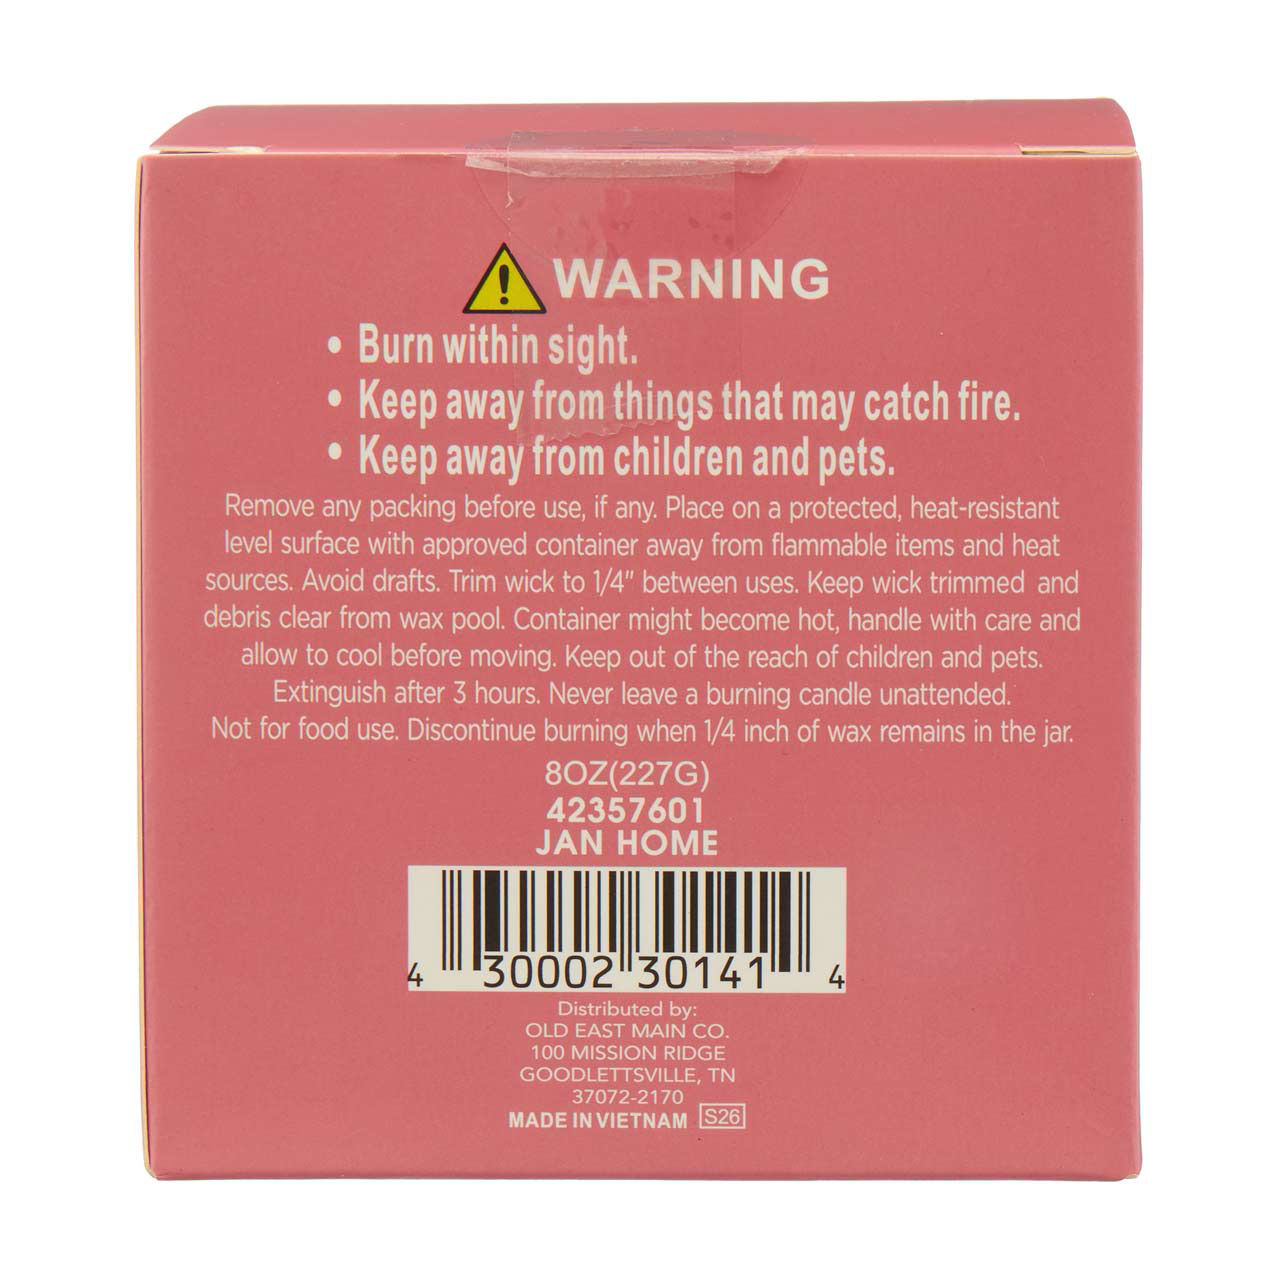 WARNING
• Burn within sight.
• Keep away from things that may catch fire.
• Keep away from children and pets.
Remove any packing before use, if any. Place on a protected, heat-resistant
level surface with approved container away from flammable items and heat
sources. Avoid drafts. Trim wick to 1/4" between uses. Keep wick trimmed and
debris clear from wax pool. Container might become hot, handle with care and
allow to cool before moving. Keep out of the reach of children and pets.
Extinguish after 3 hours. Never leave a burning candle unattended.
Not for food use. Discontinue burning when 1/4 inch of wax remains in the jar.
8OZ(227G)
42357601
JAN HOME
4 30002 30141 4
Distributed by:
OLD EAST MAIN CO.
100 MISSION RIDGE
GOODLETTSVILLE, TN
37072-2170
MADE IN VIETNAM S26